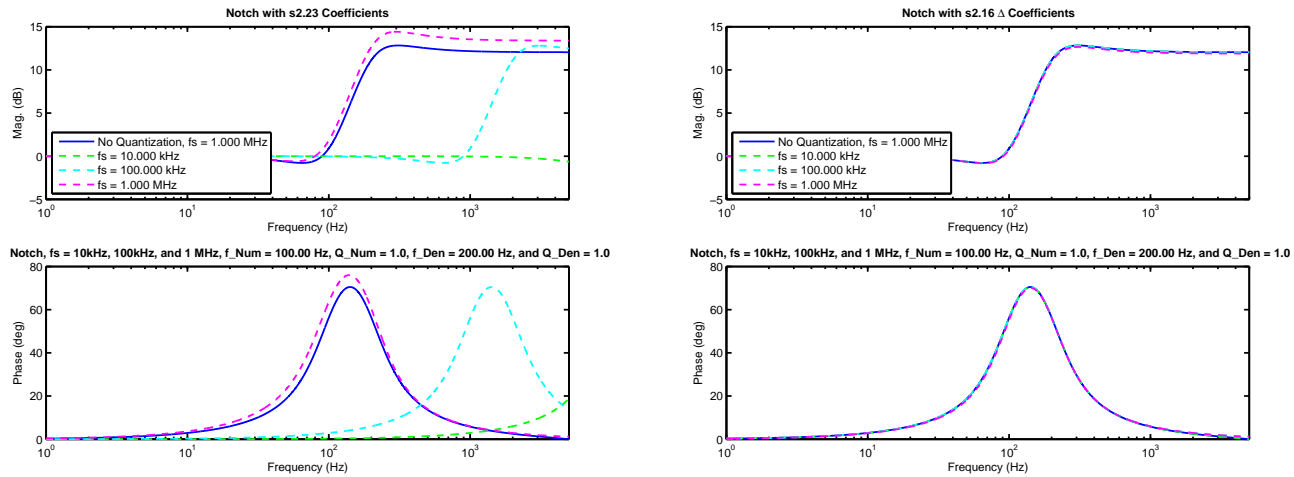 Notch with s2.23 Coefficients
15
10
5
0
−5
Mag. (dB)
No Quantization, fs = 1.000 MHz
fs = 10.000 kHz
fs = 100.000 kHz
fs = 1.000 MHz
10^0 10^1 10^2 10^3
Frequency (Hz)
Notch, fs = 10kHz, 100kHz, and 1 MHz, f_Num = 100.00 Hz, Q_Num = 1.0, f_Den = 200.00 Hz, and Q_Den = 1.0
80
60
40
20
0
Phase (deg)
10^0 10^1 10^2 10^3
Frequency (Hz)
Notch with s2.16 Δ Coefficients
15
10
5
0
−5
Mag. (dB)
No Quantization, fs = 1.000 MHz
fs = 10.000 kHz
fs = 100.000 kHz
fs = 1.000 MHz
10^0 10^1 10^2 10^3
Frequency (Hz)
Notch, fs = 10kHz, 100kHz, and 1 MHz, f_Num = 100.00 Hz, Q_Num = 1.0, f_Den = 200.00 Hz, and Q_Den = 1.0
80
60
40
20
0
Phase (deg)
10^0 10^1 10^2 10^3
Frequency (Hz)